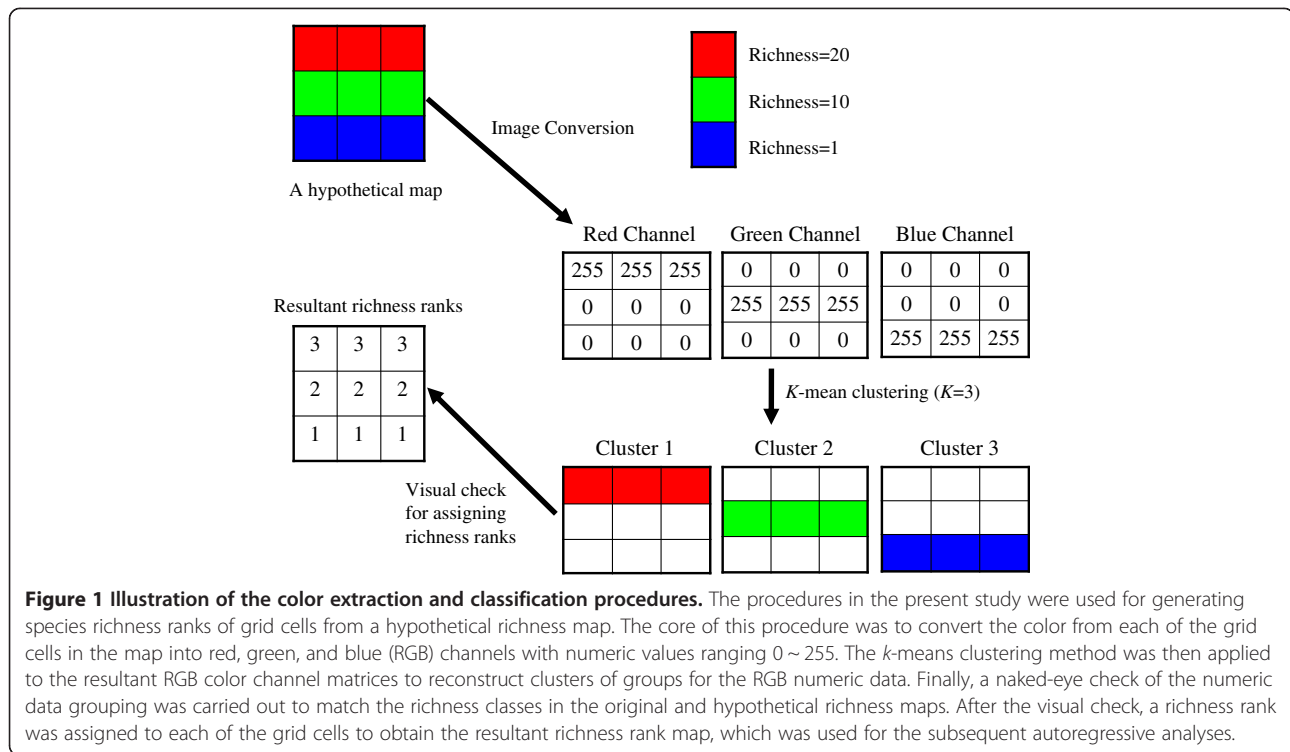 Richness=20
Richness=10
Richness=1
A hypothetical map
Image Conversion
Red Channel Green Channel Blue Channel
255 255 255 0 0 0 0 0 0
0 0 0 255 255 255 0 0 0
0 0 0 0 0 0 255 255 255
Resultant richness ranks
3 3 3
2 2 2
1 1 1
K-mean clustering (K=3)
Cluster 1 Cluster 2 Cluster 3
Visual check
for assigning
richness ranks
Figure 1 Illustration of the color extraction and classification procedures. The procedures in the present study were used for generating
species richness ranks of grid cells from a hypothetical richness map. The core of this procedure was to convert the color from each of the grid
cells in the map into red, green, and blue (RGB) channels with numeric values ranging 0 ~ 255. The k-means clustering method was then applied
to the resultant RGB color channel matrices to reconstruct clusters of groups for the RGB numeric data. Finally, a naked-eye check of the numeric
data grouping was carried out to match the richness classes in the original and hypothetical richness maps. After the visual check, a richness rank
was assigned to each of the grid cells to obtain the resultant richness rank map, which was used for the subsequent autoregressive analyses.